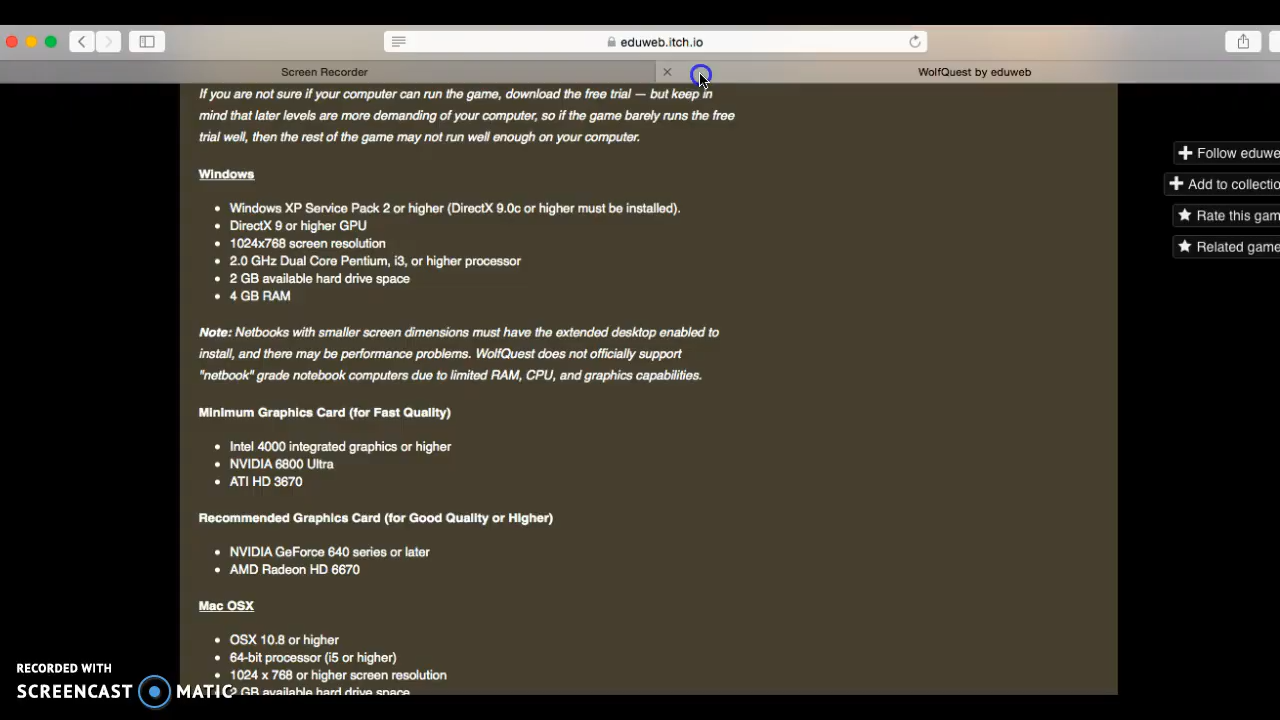 eduweb.itch.io
Screen Recorder
WolfQuest by eduweb
If you are not sure if your computer can run the game, download the free trial — but keep in
mind that later levels are more demanding of your computer, so if the game barely runs the free
trial well, then the rest of the game may not run well enough on your computer.
Follow eduwe
Windows
Add to collectio
Windows XP Service Pack 2 or higher (DirectX 9.0c or higher must be installed).
Rate this gam
DirectX 9 or higher GPU
1024x768 screen resolution
Related game
2.0 GHz Dual Core Pentium, i3, or higher processor
2 GB available hard drive space
4 GB RAM
Note: Netbooks with smaller screen dimensions must have the extended desktop enabled to
install, and there may be performance problems. WolfQuest does not officially support
"netbook" grade notebook computers due to limited RAM, CPU, and graphics capabilities.
Minimum Graphics Card (for Fast Quality)
Intel 4000 integrated graphics or higher
NVIDIA 6800 Ultra
ATI HD 3670
Recommended Graphics Card (for Good Quality or Higher)
NVIDIA GeForce 640 series or later
AMD Radeon HD 6670
Mac OSX
OSX 10.8 or higher
64-bit processor (i5 or higher)
1024 x 768 or higher screen resolution
2 GB available hard drive space
RECORDED WITH
SCREENCAST MATIC